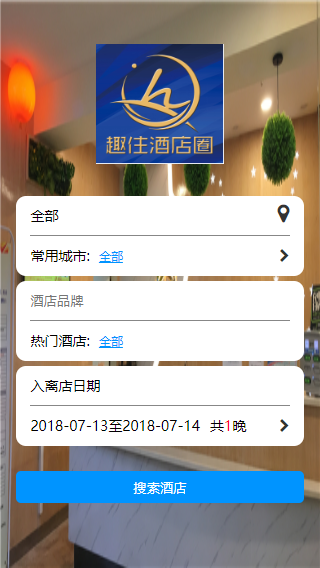 趣住酒店圈
全部
常用城市: 全部
酒店品牌
热门酒店: 全部
入离店日期
2018-07-13至2018-07-14 共1晚
搜索酒店